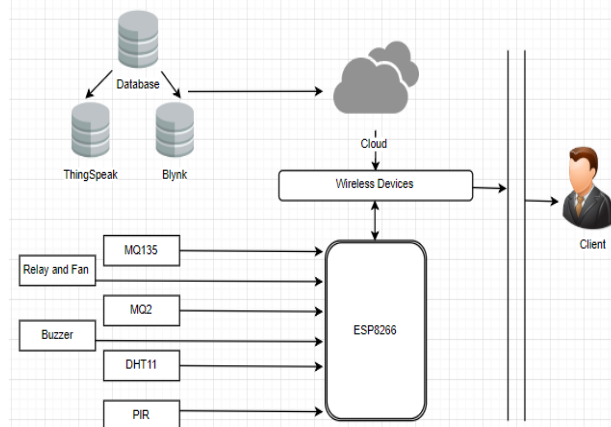 Database
ThingSpeak
Blynk
Cloud
Wireless Devices
Client
MQ135
Relay and Fan
MQ2
Buzzer
DHT11
PIR
ESP8266